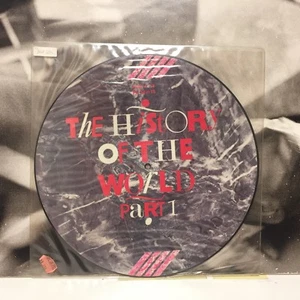 THE HISTORY
OF THE
WORLD
PART 1